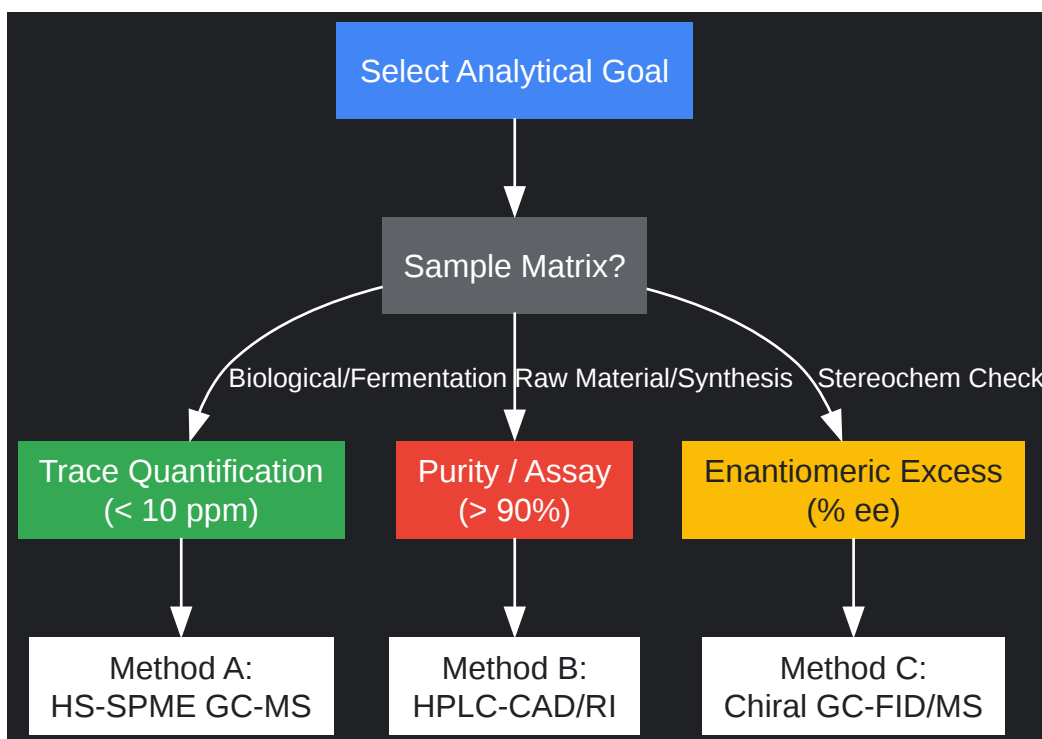 Select Analytical Goal
Sample Matrix?
Biological/Fermentation
Raw Material/Synthesis
Stereochem Check
Trace Quantification
(< 10 ppm)
Purity / Assay
(> 90%)
Enantiomeric Excess
(% ee)
Method A:
HS-SPME GC-MS
Method B:
HPLC-CAD/RI
Method C:
Chiral GC-FID/MS